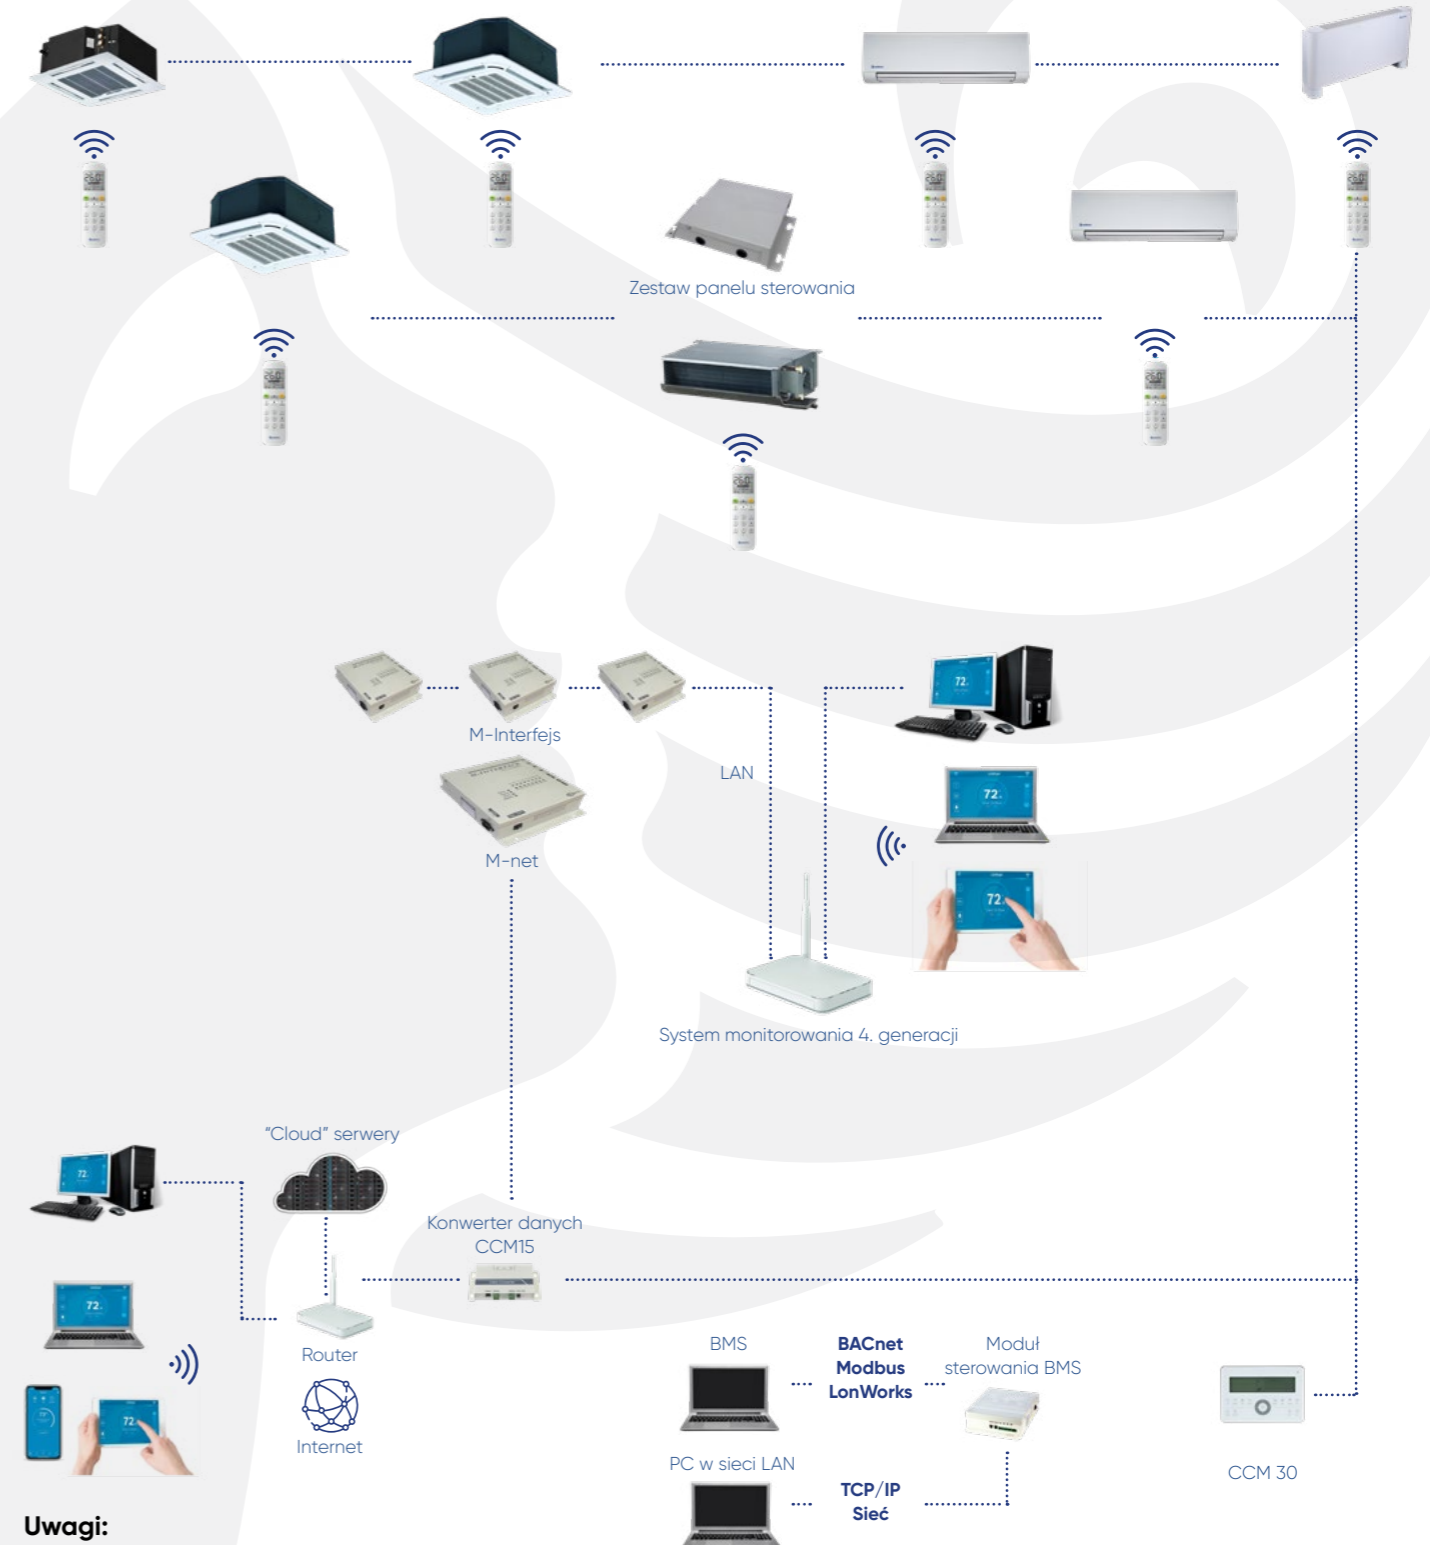 Zestaw panelu sterowania
M-Interfejs
LAN
M-net
System monitorowania 4. generacji
"Cloud" serwery
Konwerter danych
CCM15
Router
Internet
BMS
BACnet
Modbus
LonWorks
Moduł
sterowania BMS
PC w sieci LAN
TCP/IP
Sieć
CCM 30
Uwagi: